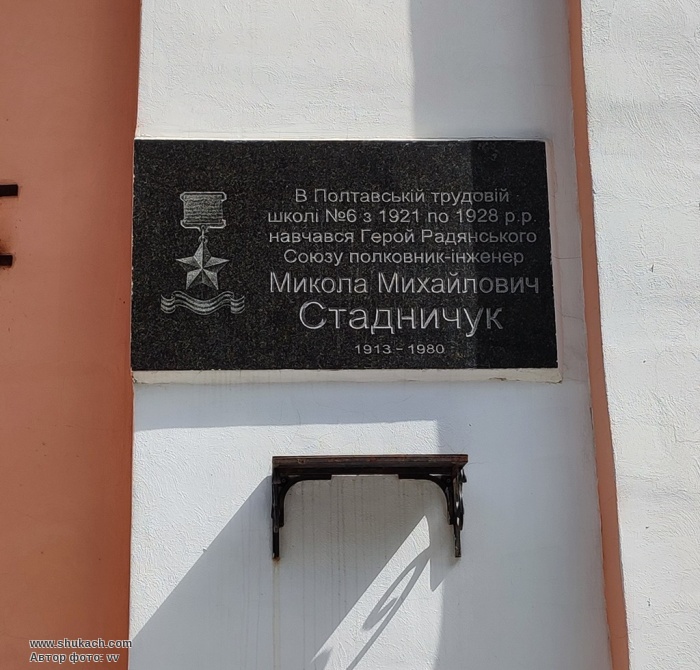 В Полтавській трудовій
школі №6 з 1921 по 1928 р.р.
навчався Герой Радянського
Союзу полковник-інженер
Микола Михайлович
Стадничук
1913 - 1980
www.shukach.com
Автор фото: vv